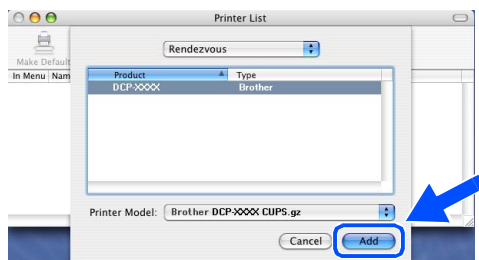 Printer List
Rendezvous
Make Default
In Menu Nam
Product Type
DCP-XXXX Brother
Printer Model: Brother DCP-XXXX CUPS.gz
Cancel Add